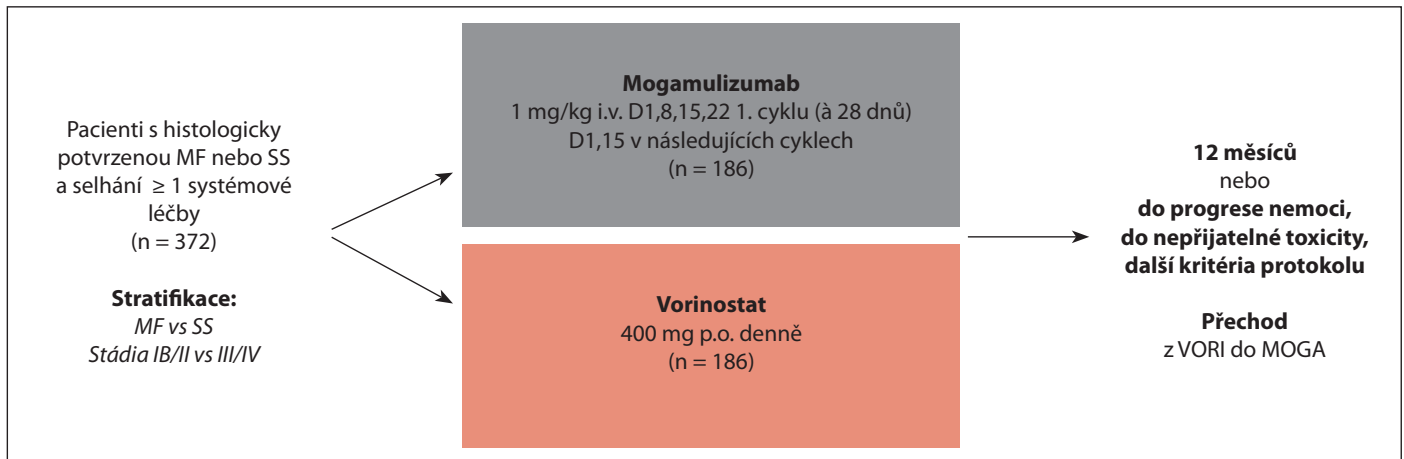 Pacienti s histologicky
potvrzenou MF nebo SS
a selhání ≥ 1 systémové
léčby
(n = 372)
Stratifikace:
MF vs SS
Stádia IB/II vs III/IV
Mogamulizumab
1 mg/kg i.v. D1,8,15,22 1. cyklu (à 28 dnů)
D1,15 v následujících cyklech
(n = 186)
Vorinostat
400 mg p.o. denně
(n = 186)
12 měsíců
nebo
do progrese nemoci,
do nepřijatelné toxicity,
další kritéria protokolu
Přechod
z VORI do MOGA